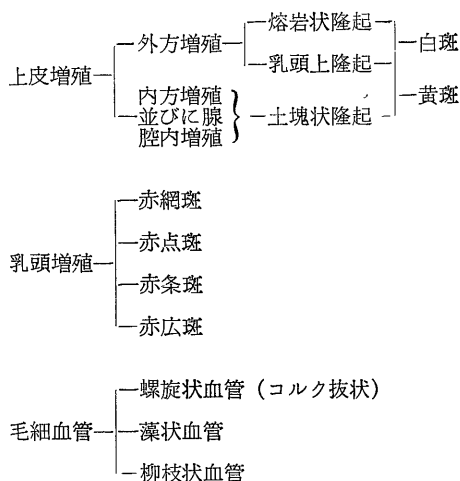 上皮増殖
外方増殖
熔岩状隆起
乳頭上隆起
内方増殖
並びに腺
腔内増殖
土塊状隆起
白斑
黄斑
乳頭増殖
赤網斑
赤点斑
赤条斑
赤広斑
毛細血管
螺旋状血管（コルク抜状）
藻状血管
柳枝状血管